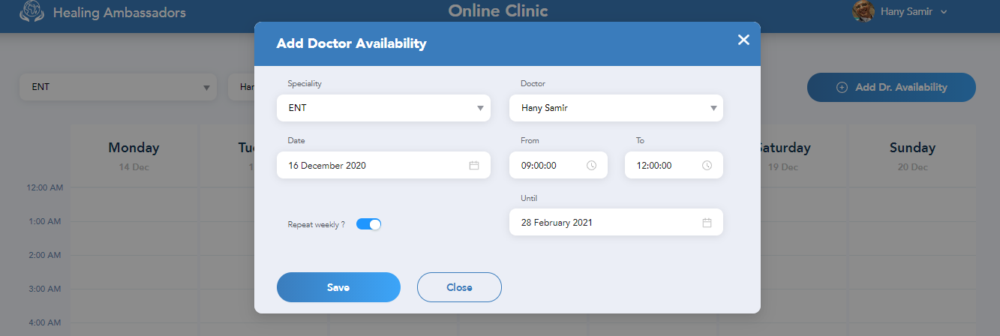 Healing Ambassadors
Online Clinic
Hany Samir
Add Doctor Availability
ENT
Add Dr. Availability
Speciality
Doctor
ENT
Hany Samir
Date
From
To
16 December 2020
09:00:00
12:00:00
Monday
Saturday
Sunday
14 Dec
19 Dec
20 Dec
12:00 AM
Until
1:00 AM
Repeat weekly ?
28 February 2021
2:00 AM
3:00 AM
Save
Close
4:00 AM